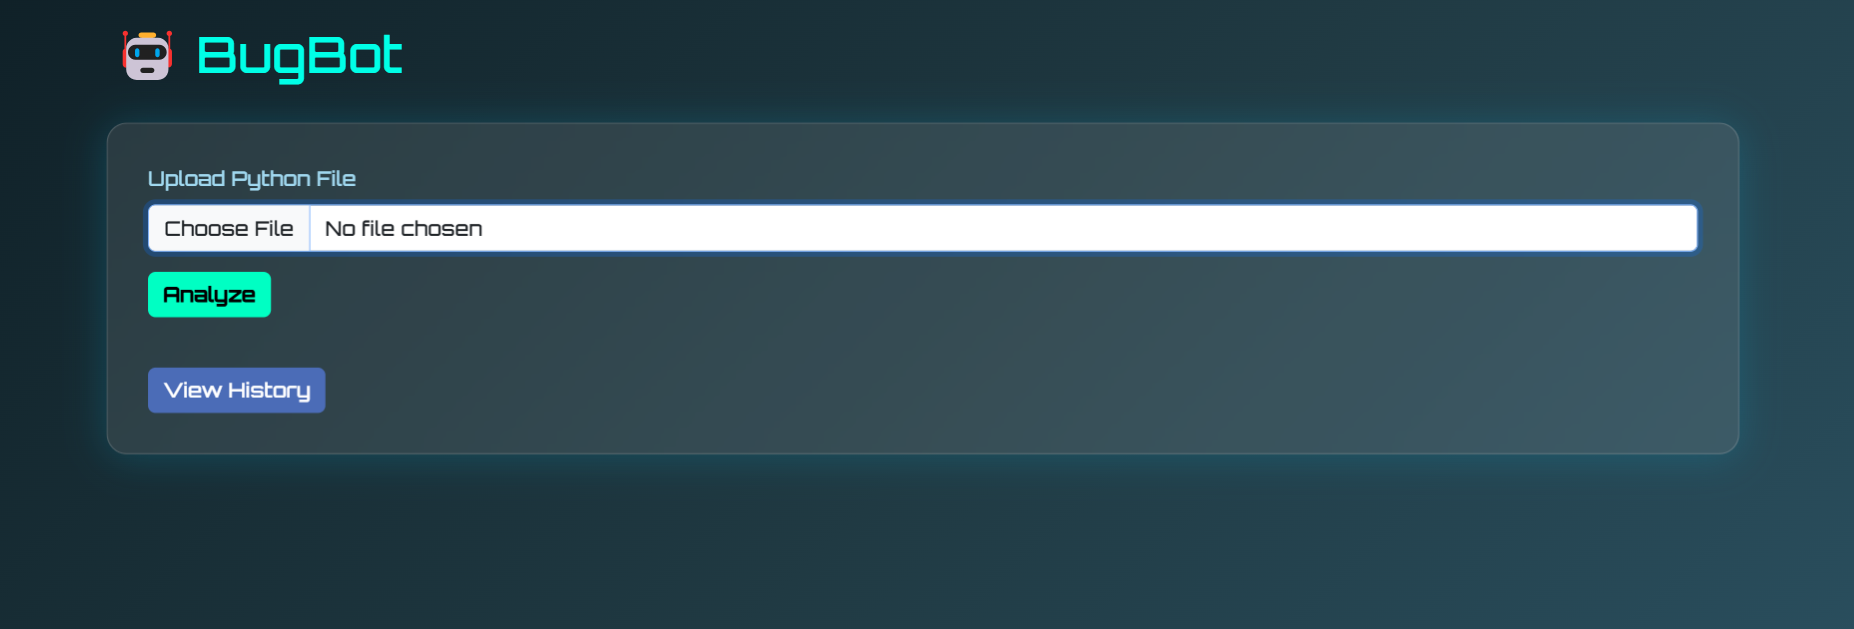 BugBot
Upload Python File
Choose File No file chosen
Analyze
View History